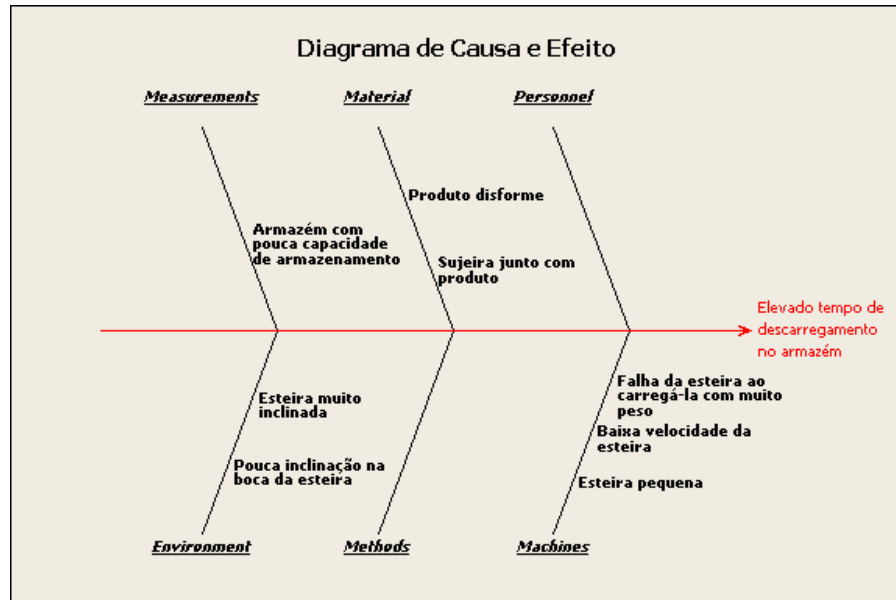 Diagrama de Causa e Efeito
Measurements
Material
Personnel
Produto disforme
Armazém com
pouca capacidade
de armazenamento
Sujeira junto com
produto
Elevado tempo de
descarregamento
no armazém
Falha da esteira ao
carregá-la com muito
peso
Esteira muito
inclinada
Baixa velocidade da
esteira
Pouca inclinação na
boca da esteira
Esteira pequena
Environment
Methods
Machines